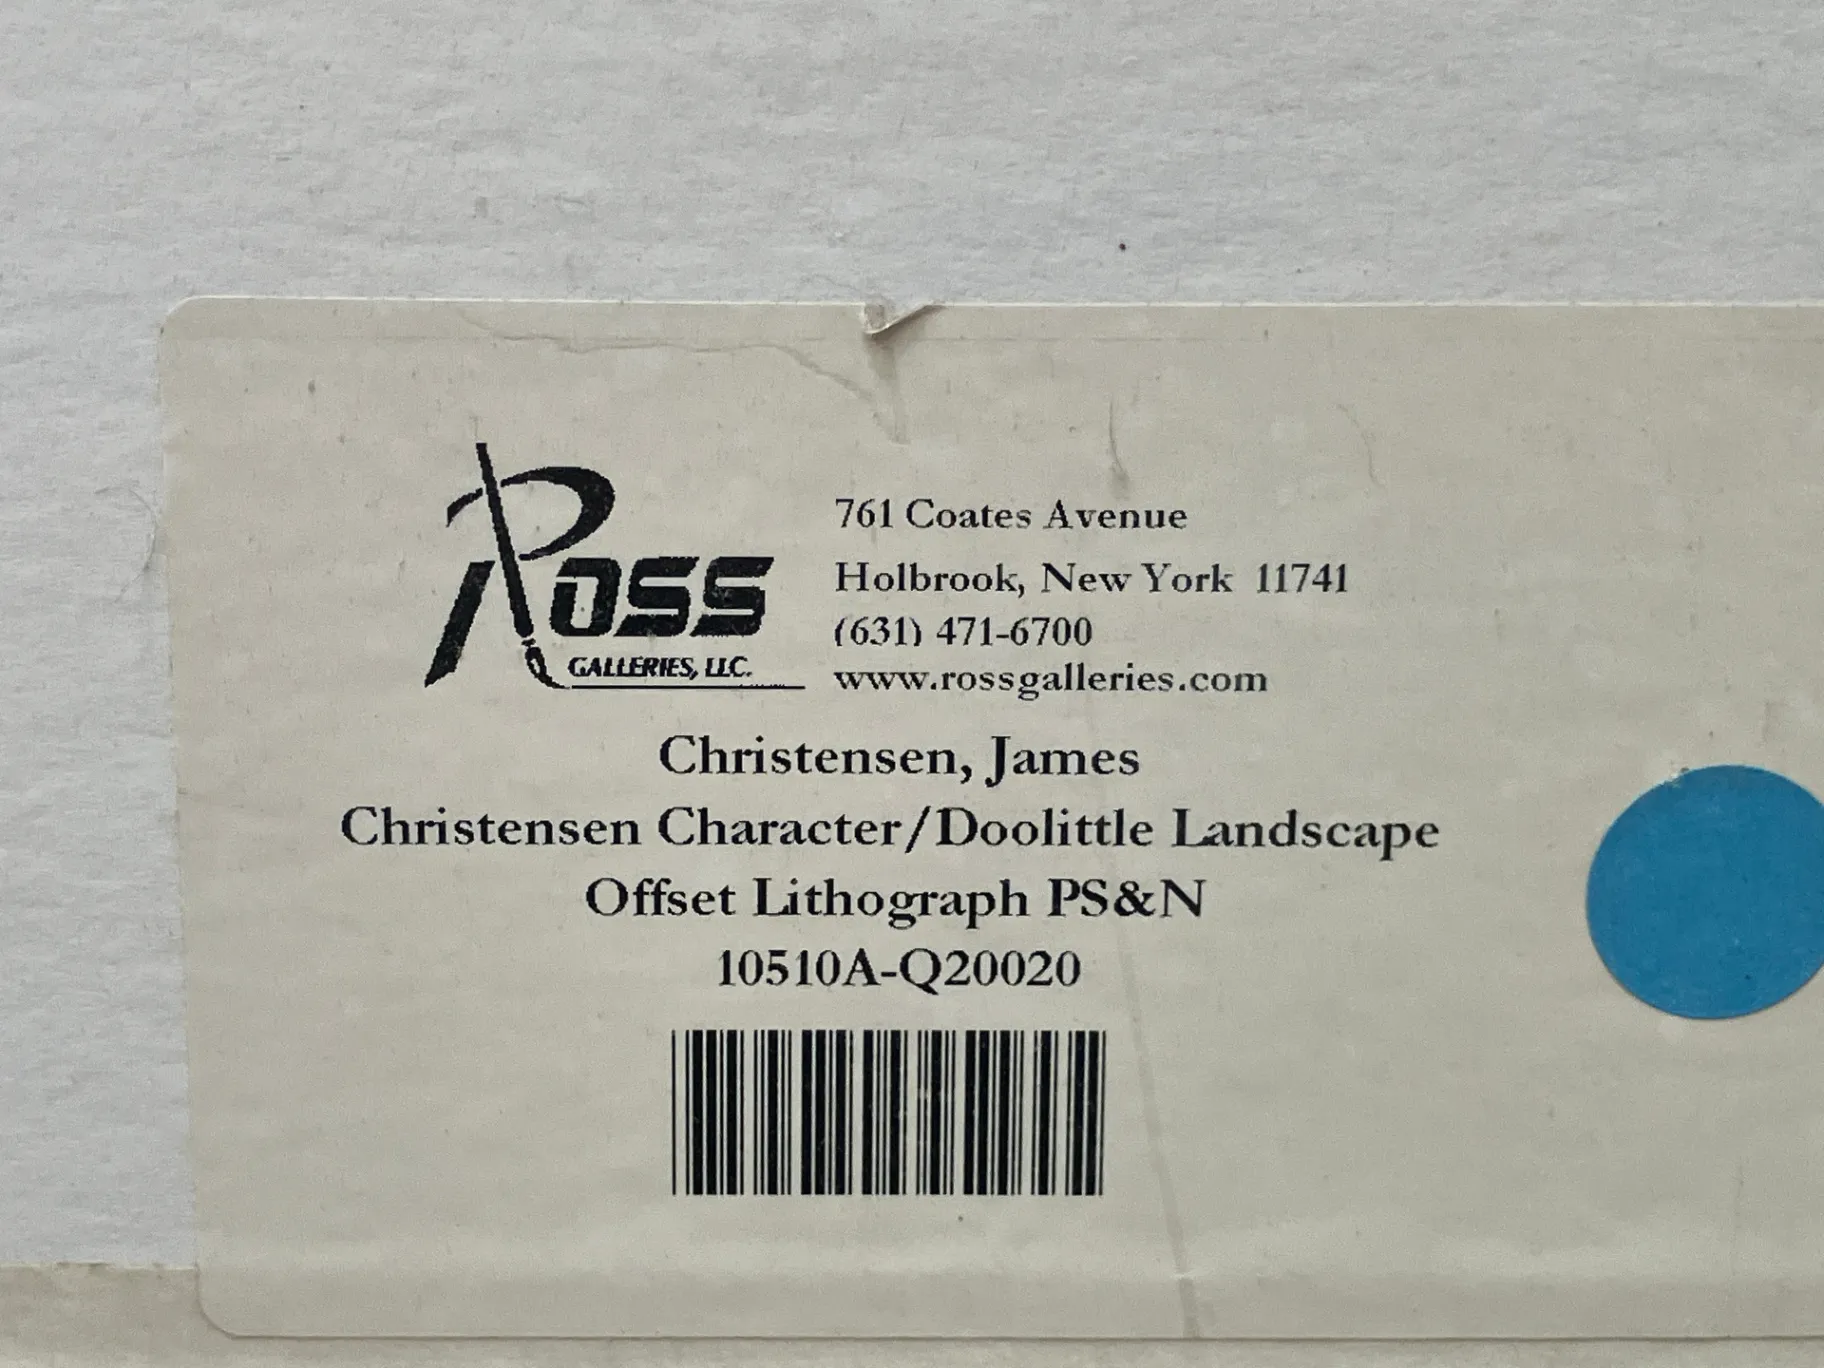 Ross
GALLERIES, LLC.
761 Coates Avenue
Holbrook, New York 11741
(631) 471-6700
www.rossgalleries.com
Christensen, James
Christensen Character/Doolittle Landscape
Offset Lithograph PS&N
10510A-Q20020